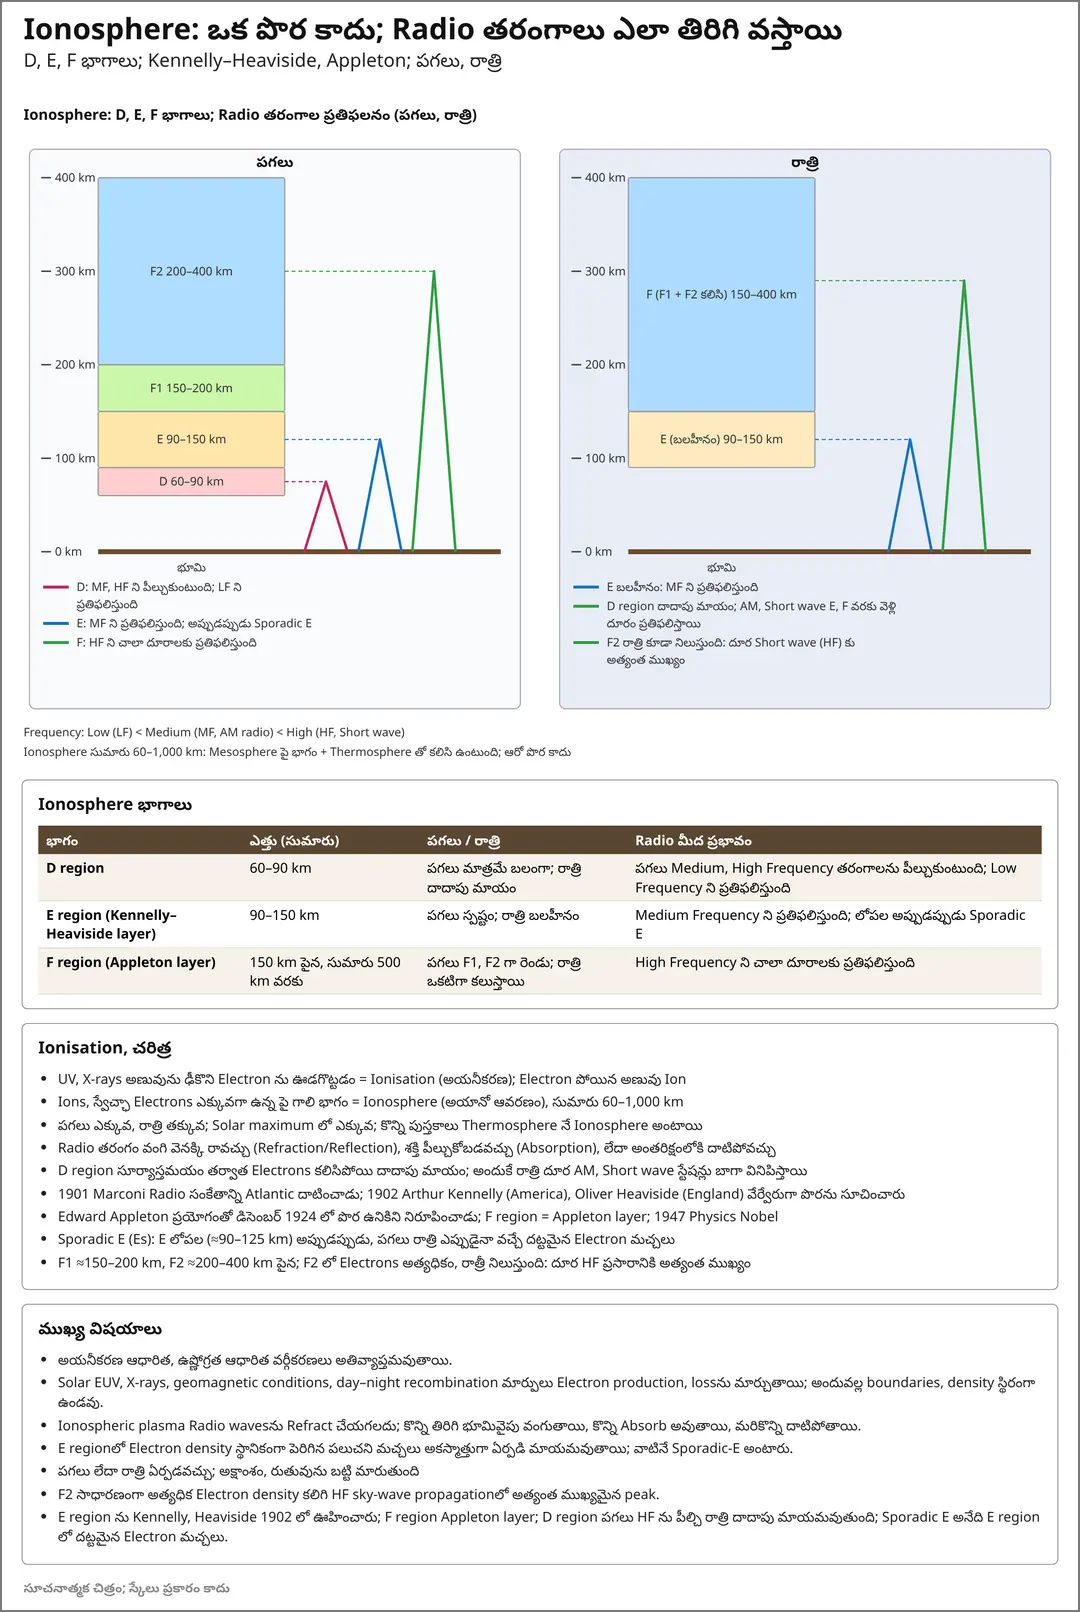 Ionosphere: ఒక పొర కాదు; Radio తరంగాలు ఎలా తిరిగి వస్తాయి
D, E, F భాగాలు; Kennelly–Heaviside, Appleton; పగలు, రాత్రి
Ionosphere: D, E, F భాగాలు; Radio తరంగాల ప్రతిఫలనం (పగలు, రాత్రి)
పగలు
400 km
300 km
200 km
100 km
0 km
F2 200–400 km
F1 150–200 km
E 90–150 km
D 60–90 km
భూమి
D: MF, HF ని పీల్చుకుంటుంది; LF ని
ప్రతిఫలిస్తుంది
E: MF ని ప్రతిఫలిస్తుంది; అప్పుడప్పుడు Sporadic E
F: HF ని చాలా దూరాలకు ప్రతిఫలిస్తుంది
రాత్రి
400 km
300 km
200 km
100 km
0 km
F (F1 + F2 కలిసి) 150–400 km
E (బలహీనం) 90–150 km
భూమి
E బలహీనం: MF ని ప్రతిఫలిస్తుంది
D region దాదాపు మాయం; AM, Short wave E, F వరకు వెళ్లి
దూరం ప్రతిఫలిస్తాయి
F2 రాత్రి కూడా నిలుస్తుంది: దూర Short wave (HF) కు
అత్యంత ముఖ్యం
Frequency: Low (LF) < Medium (MF, AM radio) < High (HF, Short wave)
Ionosphere సుమారు 60–1,000 km: Mesosphere పై భాగం + Thermosphere తో కలిసి ఉంటుంది; ఆరో పొర కాదు
Ionosphere భాగాలు
భాగం ఎత్తు (సుమారు) పగలు / రాత్రి Radio మీద ప్రభావం
D region 60–90 km పగలు మాత్రమే బలంగా; రాత్రి దాదాపు మాయం పగలు Medium, High Frequency తరంగాలను పీల్చుకుంటుంది; Low Frequency ని ప్రతిఫలిస్తుంది
E region (Kennelly–Heaviside layer) 90–150 km పగలు స్పష్టం; రాత్రి బలహీనం Medium Frequency ని ప్రతిఫలిస్తుంది; లోపల అప్పుడప్పుడు Sporadic E
F region (Appleton layer) 150 km పైన, సుమారు 500 km వరకు పగలు F1, F2 గా రెండు; రాత్రి ఒకటిగా కలుస్తాయి High Frequency ని చాలా దూరాలకు ప్రతిఫలిస్తుంది
Ionisation, చరిత్ర
• UV, X-rays అణువును ఢీకొని Electron ను ఊడగొట్టడం = Ionisation (అయనీకరణ); Electron పోయిన అణువు Ion
• Ions, స్వేచ్ఛా Electrons ఎక్కువగా ఉన్న పై గాలి భాగం = Ionosphere (అయానో ఆవరణం), సుమారు 60–1,000 km
• పగలు ఎక్కువ, రాత్రి తక్కువ; Solar maximum లో ఎక్కువ; కొన్ని పుస్తకాలు Thermosphere నే Ionosphere అంటాయి
• Radio తరంగం వంగి వెనక్కి రావచ్చు (Refraction/Reflection), శక్తి పీల్చుకోబడవచ్చు (Absorption), లేదా అంతరిక్షంలోకి దాటిపోవచ్చు
• D region సూర్యాస్తమయం తర్వాత Electrons కలిసిపోయి దాదాపు మాయం; అందుకే రాత్రి దూర AM, Short wave స్టేషన్లు బాగా వినిపిస్తాయి
• 1901 Marconi Radio సంకేతాన్ని Atlantic దాటించాడు; 1902 Arthur Kennelly (America), Oliver Heaviside (England) వేర్వేరుగా పొరను సూచించారు
• Edward Appleton ప్రయోగంతో డిసెంబర్ 1924 లో పొర ఉనికిని నిరూపించాడు; F region = Appleton layer; 1947 Physics Nobel
• Sporadic E (Es): E లోపల (≈90–125 km) అప్పుడప్పుడు, పగలు రాత్రి ఎప్పుడైనా వచ్చే దట్టమైన Electron మచ్చలు
• F1 ≈150–200 km, F2 ≈200–400 km పైన; F2 లో Electrons అత్యధికం, రాత్రీ నిలుస్తుంది: దూర HF ప్రసారానికి అత్యంత ముఖ్యం
ముఖ్య విషయాలు
• అయనీకరణ ఆధారిత, ఉష్ణోగ్రత ఆధారిత వర్గీకరణలు అతివ్యాప్తమవుతాయి.
• Solar EUV, X-rays, geomagnetic conditions, day–night recombination మార్పులు Electron production, lossను మార్చుతాయి; అందువల్ల boundaries, density స్థిరంగా
ఉండవు.
• Ionospheric plasma Radio wavesను Refract చేయగలదు; కొన్ని తిరిగి భూమివైపు వంగుతాయి, కొన్ని Absorb అవుతాయి, మరికొన్ని దాటిపోతాయి.
• E regionలో Electron density స్థానికంగా పెరిగిన పలుచని మచ్చలు అకస్మాత్తుగా ఏర్పడి మాయమవుతాయి; వాటినే Sporadic-E అంటారు.
• పగలు లేదా రాత్రి ఏర్పడవచ్చు; అక్షాంశం, రుతువును బట్టి మారుతుంది
• F2 సాధారణంగా అత్యధిక Electron density కలిగి HF sky-wave propagationలో అత్యంత ముఖ్యమైన peak.
• E region ను Kennelly, Heaviside 1902 లో ఊహించారు; F region Appleton layer; D region పగలు HF ను పీల్చి రాత్రి దాదాపు మాయమవుతుంది; Sporadic E అనేది E region
లో దట్టమైన Electron మచ్చలు.
సూచనాత్మక చిత్రం; స్కేలు ప్రకారం కాదు